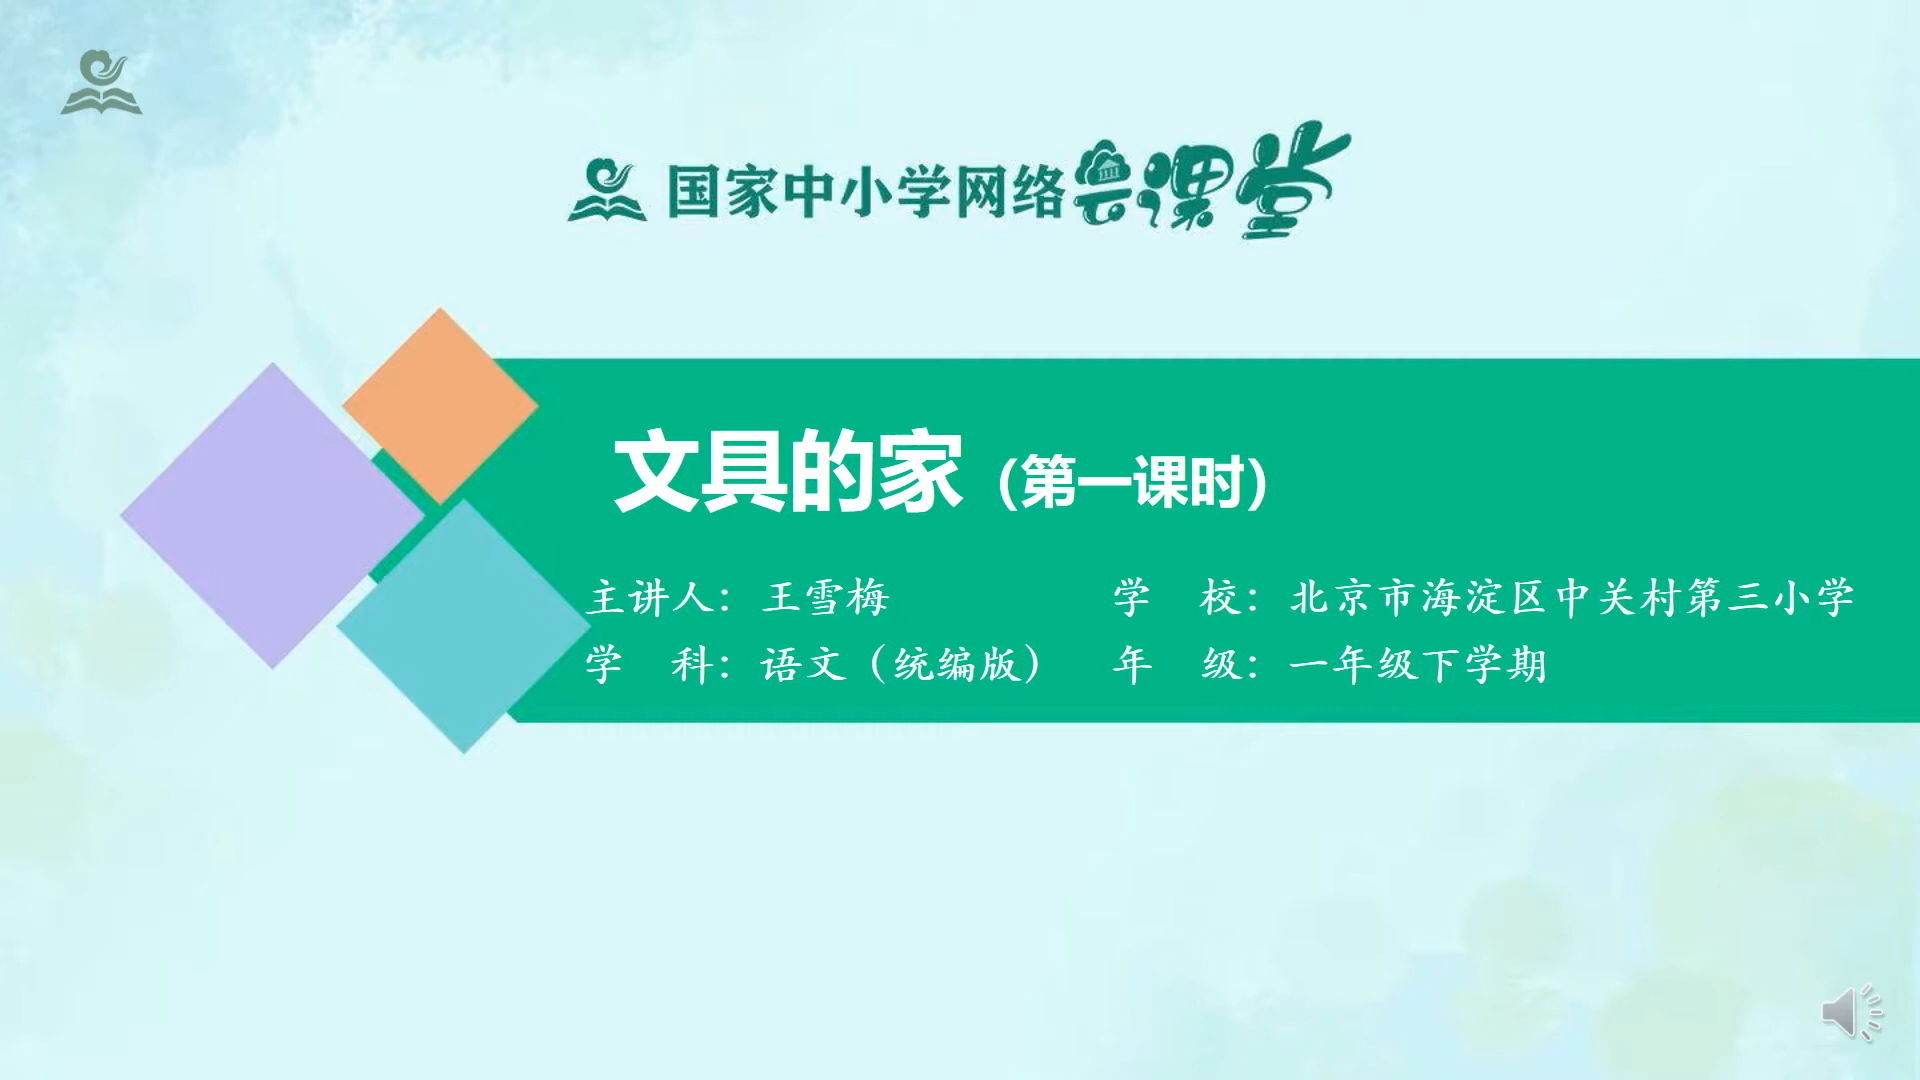 国家中小学网络云课堂
文具的家（第一课时）
主讲人：王雪梅 学 校：北京市海淀区中关村第三小学
学 科：语文（统编版） 年 级：一年级下学期